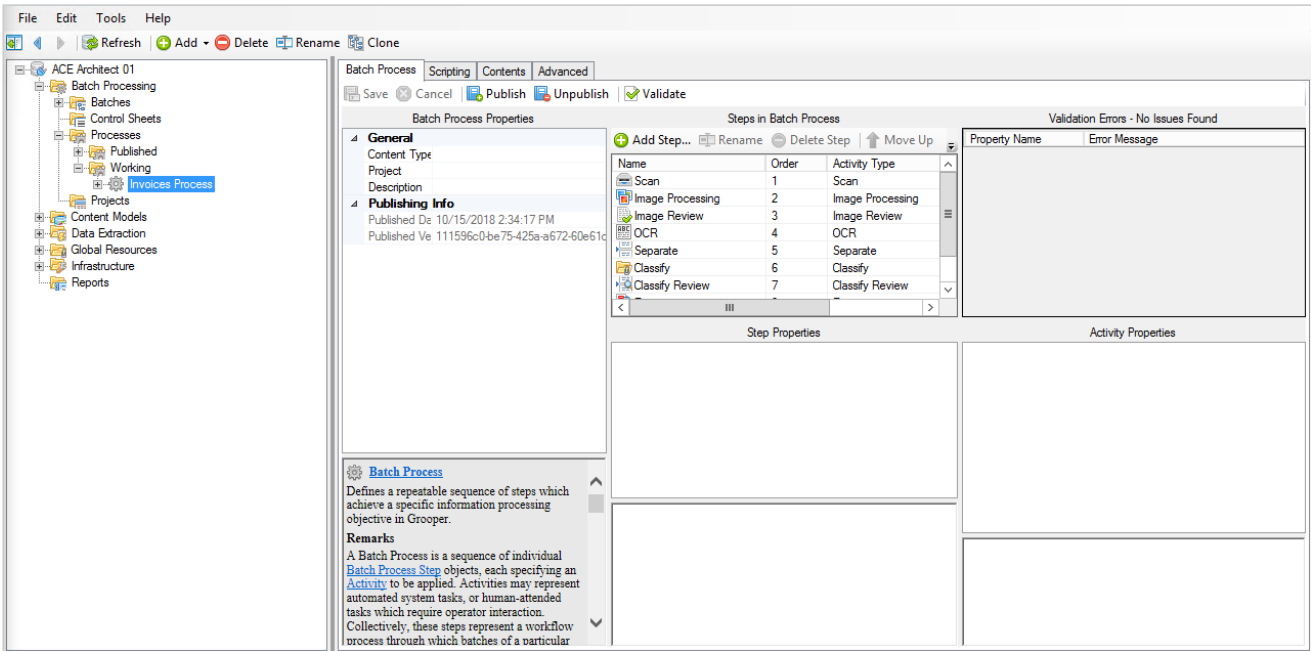 File Edit Tools Help
Refresh Add Delete Rename Clone
ACE Architect 01
Batch Processing
Batches
Control Sheets
Processes
Published
Working
Invoices Process
Projects
Content Models
Data Extraction
Global Resources
Infrastructure
Reports
Batch Process Scripting Contents Advanced
Save Cancel Publish Unpublish Validate
Batch Process Properties
General
Content Type
Project
Description
Publishing Info
Published Da 10/15/2018 2:34:17 PM
Published Ve 111596c0-be75-425a-a672-60e61c
Batch Process
Defines a repeatable sequence of steps which
achieve a specific information processing
objective in Grooper.
Remarks
A Batch Process is a sequence of individual
Batch Process Step objects, each specifying an
Activity to be applied. Activities may represent
automated system tasks, or human-attended
tasks which require operator interaction.
Collectively, these steps represent a workflow
process through which batches of a particular
Steps in Batch Process
Add Step... Rename Delete Step Move Up
Name Order Activity Type
Scan 1 Scan
Image Processing 2 Image Processing
Image Review 3 Image Review
OCR 4 OCR
Separate 5 Separate
Classify 6 Classify
Classify Review 7 Classify Review
Step Properties
Validation Errors - No Issues Found
Property Name Error Message
Activity Properties